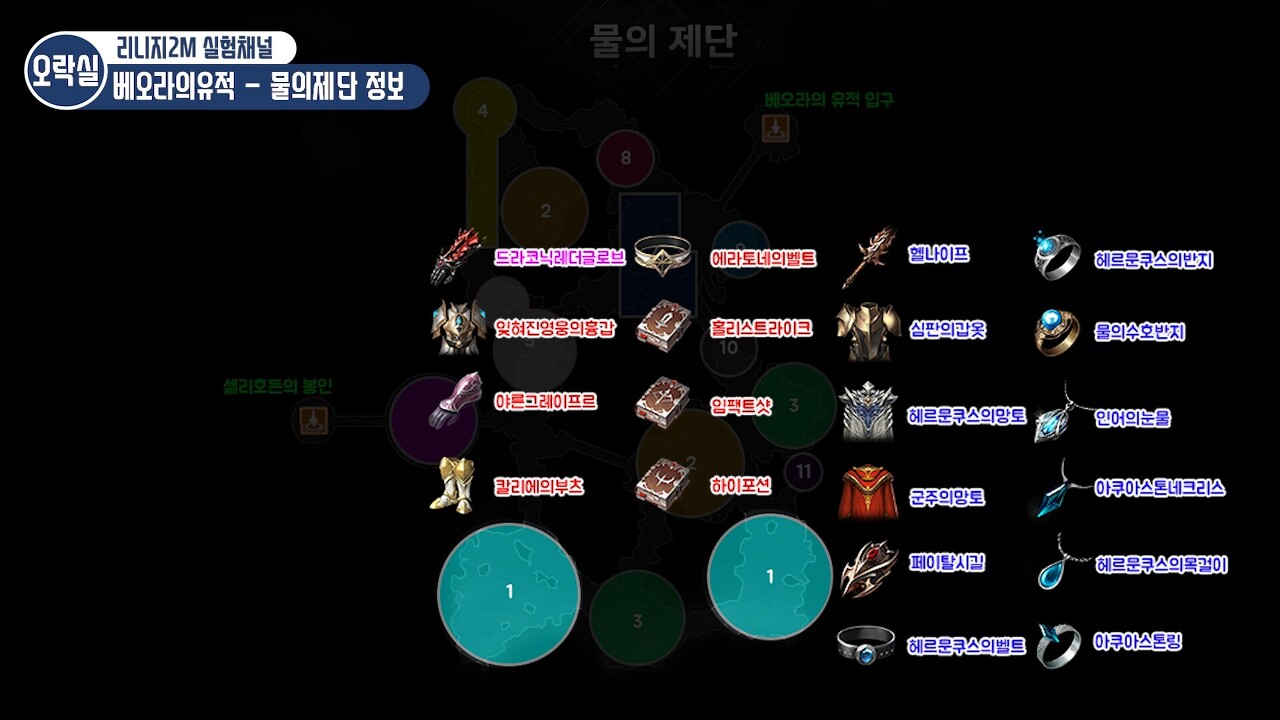 물의 제단
오락실
리니지2M 실험채널
베오라의유적 - 물의제단 정보
4
베오라의 유적 입구
8
2
드라코닉레더글로브
에라토네의벨트
헬나이프
헤르문쿠스의반지
잊혀진영웅의흉갑
홀리스트라이크
심판의갑옷
물의수호반지
10
셀리호든의 봉인
야른그레이프르
임팩트샷
3
헤르문쿠스의망토
인어의눈물
2
11
칼리에의부츠
하이포션
군주의망토
아쿠아스톤네크리스
페이탈시길
헤르문쿠스의목걸이
1
1
3
헤르문쿠스의벨트
아쿠아스톤링